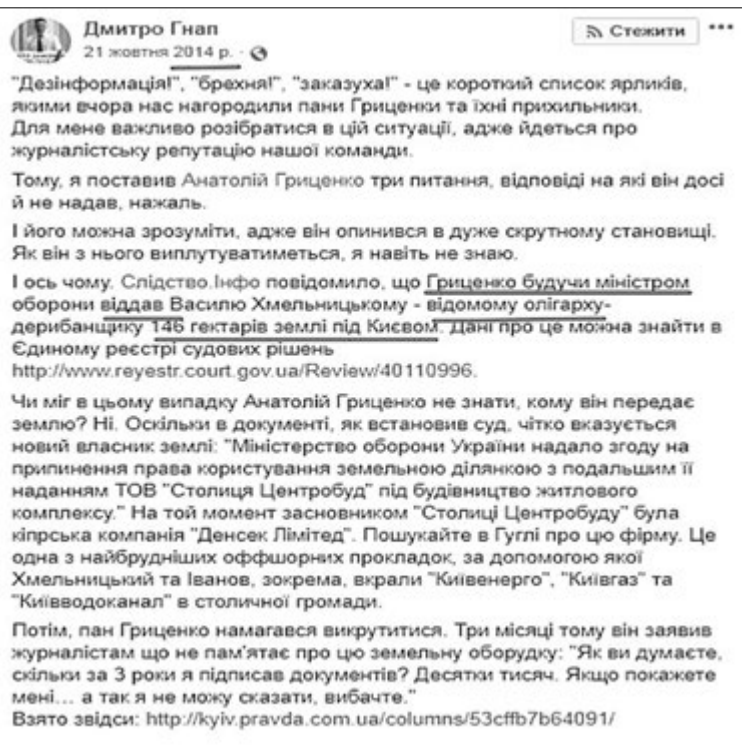 Дмитро Гнап
21 жовтня 2014 р. ·
Стежити
"Дезінформація!", "брехня!", "заказуха!" - це короткий список ярликів,
якими вчора нас нагородили пани Гриценки та їхні прихильники.
Для мене важливо розібратися в цій ситуації, адже йдеться про
журналістську репутацію нашої команди.
Тому, я поставив Анатолій Гриценко три питання, відповіді на які він досі
й не надав, нажаль.
І його можна зрозуміти, адже він опинився в дуже скрутному становищі.
Як він з нього виплутуватиметься, я навіть не знаю.
І ось чому. Слідство.Інфо повідомило, що Гриценко будучи міністром
оборони віддав Василю Хмельницькому - відомому олігарху-
дерибанщику 146 гектарів землі під Києвом. Дані про це можна знайти в
Єдиному реєстрі судових рішень
http://www.reyestr.court.gov.ua/Review/40110996.
Чи міг в цьому випадку Анатолій Гриценко не знати, кому він передає
землю? Ні. Оскільки в документі, як встановив суд, чітко вказується
новий власник землі: "Міністерство оборони України надало згоду на
припинення права користування земельною ділянкою з подальшим її
наданням ТОВ "Столиця Центробуд" під будівництво житлового
комплексу." На той момент засновником "Столиці Центробуду" була
кіпрська компанія "Денсек Лімітед". Пошукайте в Гуглі про цю фірму. Це
одна з найбрудніших оффшорних прокладок, за допомогою якої
Хмельницький та Іванов, зокрема, вкрали "Київенерго", "Київгаз" та
"Київводоканал" в столичної громади.
Потім, пан Гриценко намагався викрутитися. Три місяці тому він заявив
журналістам що не пам'ятає про цю земельну оборудку: "Як ви думаєте,
скільки за 3 роки я підписав документів? Десятки тисяч. Якщо покажете
мені... а так я не можу сказати, вибачте."
Взято звідси: http://kyiv.pravda.com.ua/columns/53cffb7b64091/